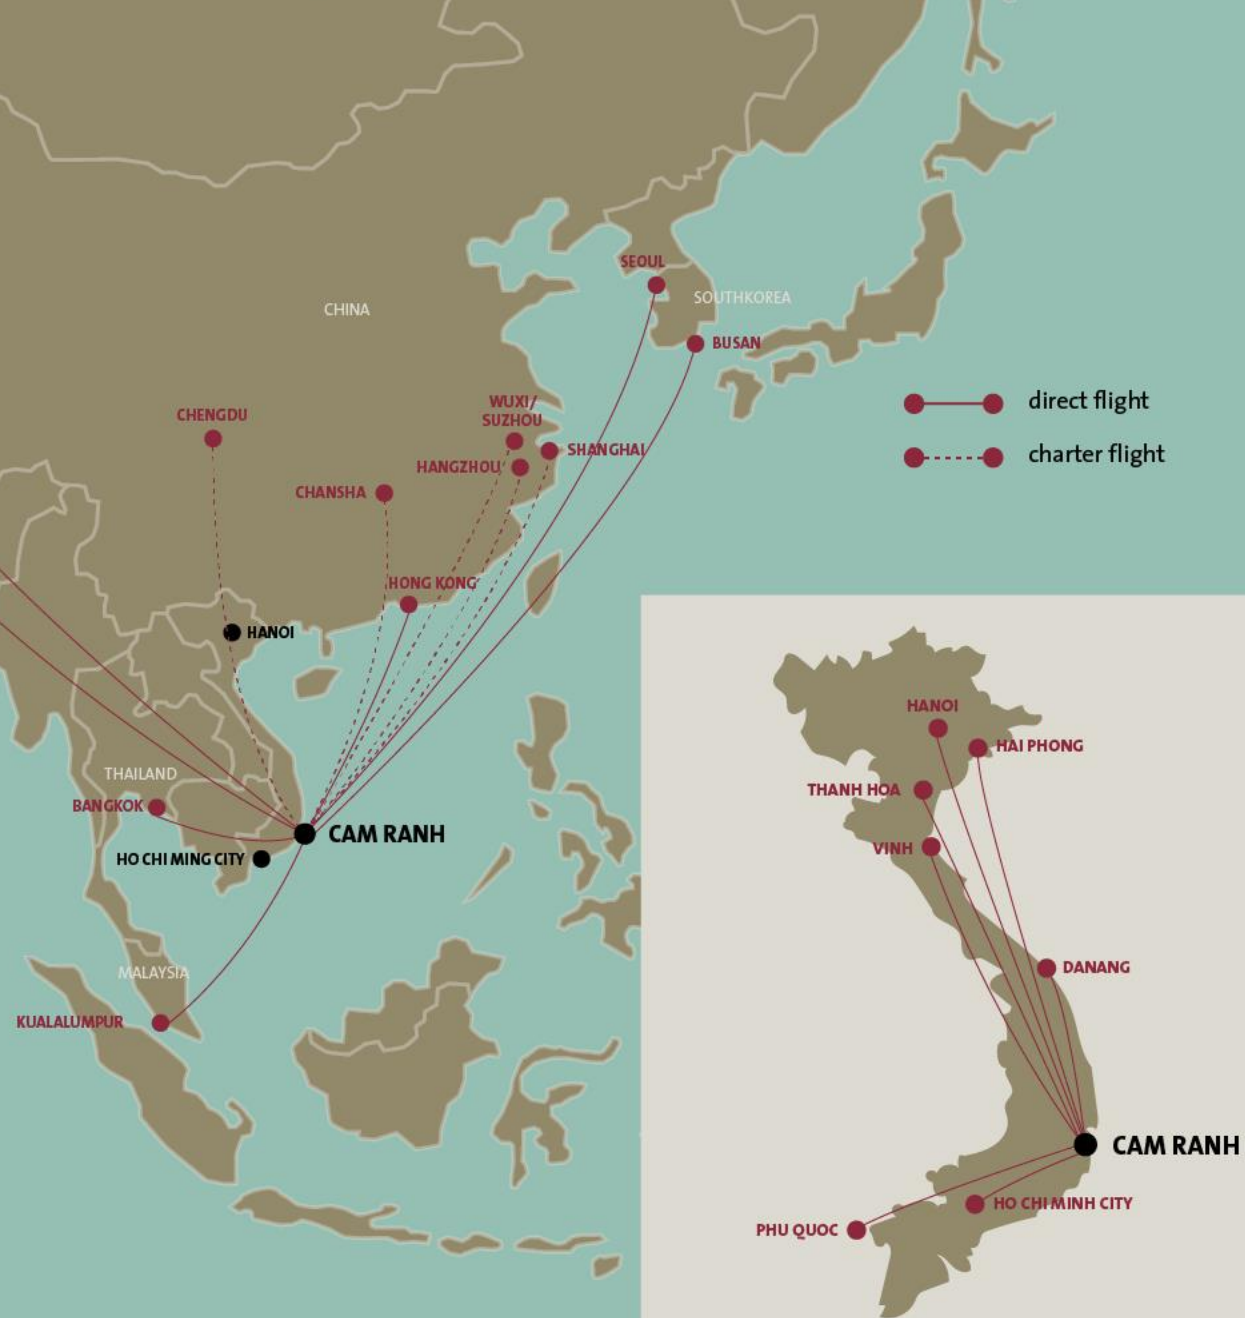 SEOUL
SOUTHKOREA
CHINA
BUSAN
direct flight
charter flight
WUXI/
SUZHOU
CHENGDU
SHANGHAI
HANGZHOU
CHANSHA
HONG KONG
HANOI
THAILAND
BANGKOK
CAM RANH
HO CHI MING CITY
MALAYSIA
KUALALUMPUR
HANOI
HAI PHONG
THANH HOA
VINH
DANANG
CAM RANH
HO CHI MINH CITY
PHU QUOC